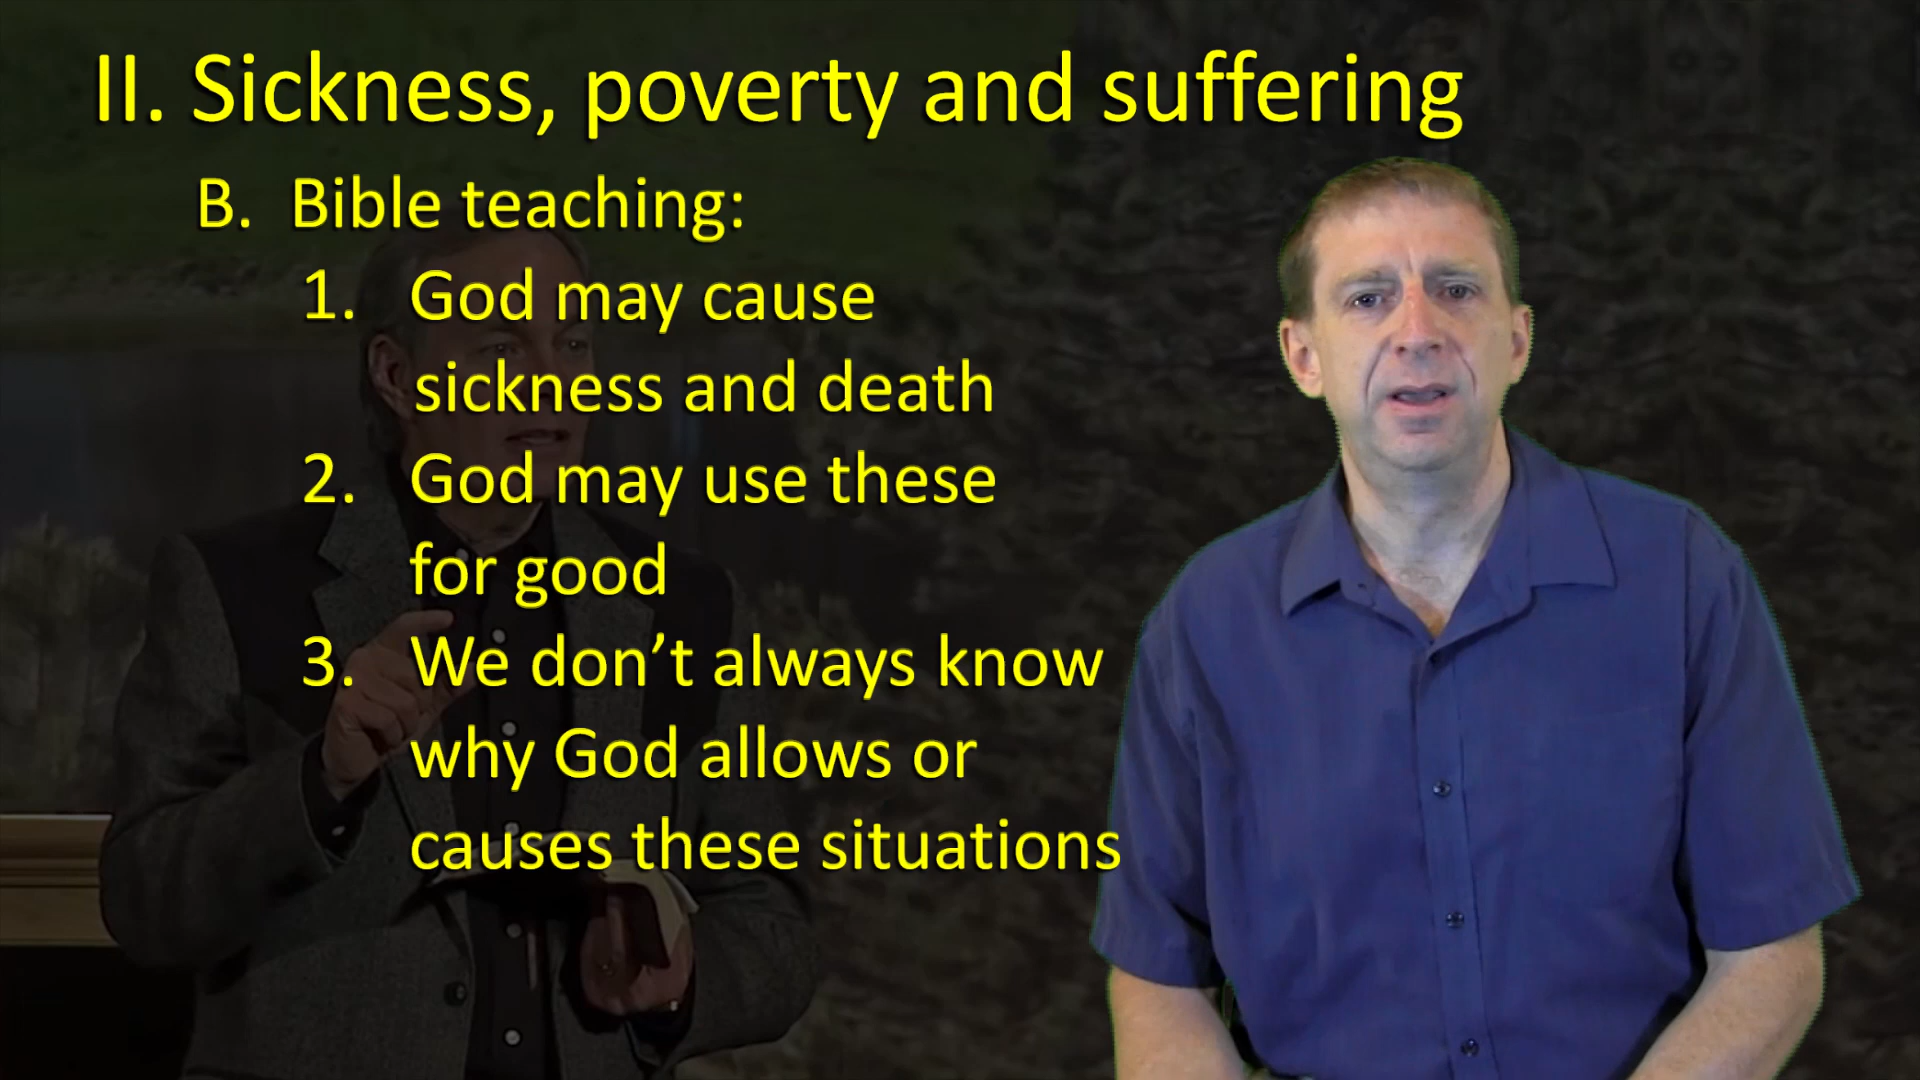 II. Sickness, poverty and suffering
B. Bible teaching:
1. God may cause
sickness and death
2. God may use these
for good
3. We don’t always know
why God allows or
causes these situations